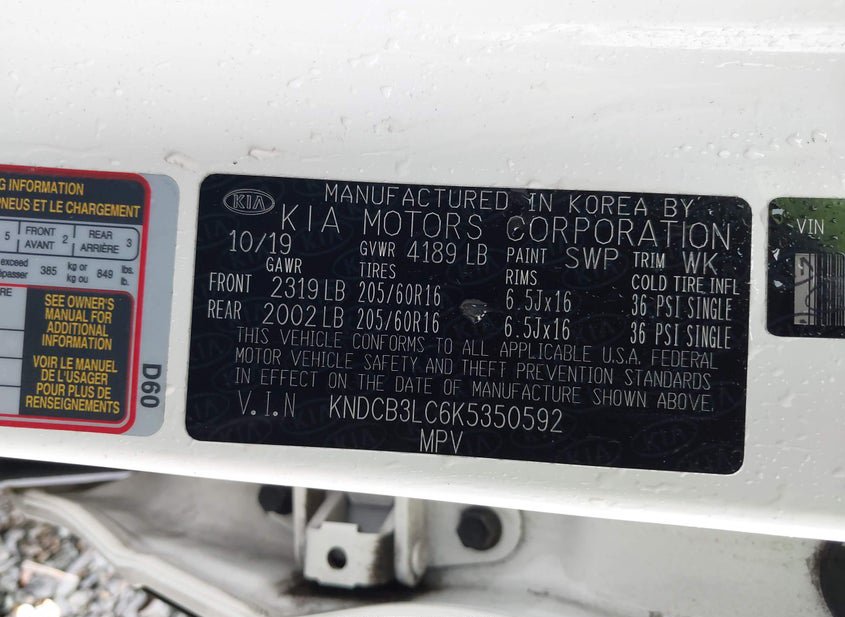 G INFORMATION
PNEUS ET LE CHARGEMENT
5 FRONT AVANT 2 REAR ARRIÈRE 3
exceed 385 kg or 849 lbs.
dépasser kg ou lb.
SEE OWNER'S
MANUAL FOR
ADDITIONAL
INFORMATION
VOIR LE MANUEL
DE L'USAGER
POUR PLUS DE
RENSEIGNEMENTS
D60
KIA
MANUFACTURED IN KOREA BY
KIA MOTORS CORPORATION
10/19 GVWR 4189 LB PAINT SWP TRIM WK
GAWR TIRES RIMS COLD TIRE INFL
FRONT 2319 LB 205/60R16 6.5Jx16 36 PSI SINGLE
REAR 2002 LB 205/60R16 6.5Jx16 36 PSI SINGLE
THIS VEHICLE CONFORMS TO ALL APPLICABLE U.S.A. FEDERAL
MOTOR VEHICLE SAFETY AND THEFT PREVENTION STANDARDS
IN EFFECT ON THE DATE OF MANUFACTURE SHOWN ABOVE.
V.I.N KNDCB3LC6K5350592
MPV
VIN